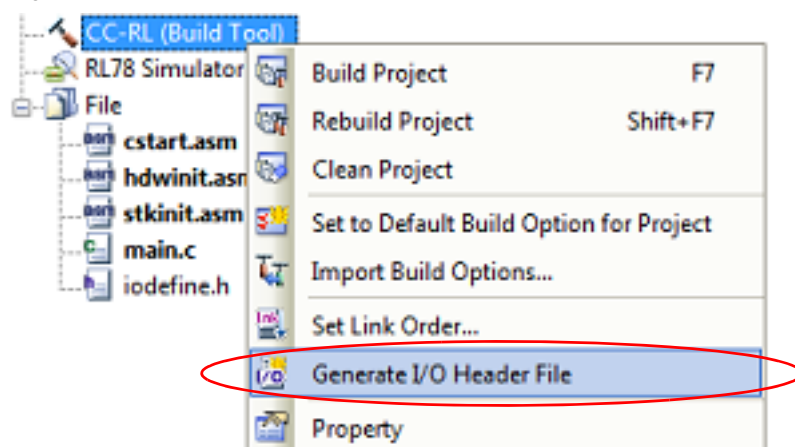 CC-RL (Build Tool)
RL78 Simulator
File
cstart.asm
hdwinit.asm
stkinit.asm
main.c
iodefine.h
Build Project F7
Rebuild Project Shift+F7
Clean Project
Set to Default Build Option for Project
Import Build Options...
Set Link Order...
Generate I/O Header File
Property